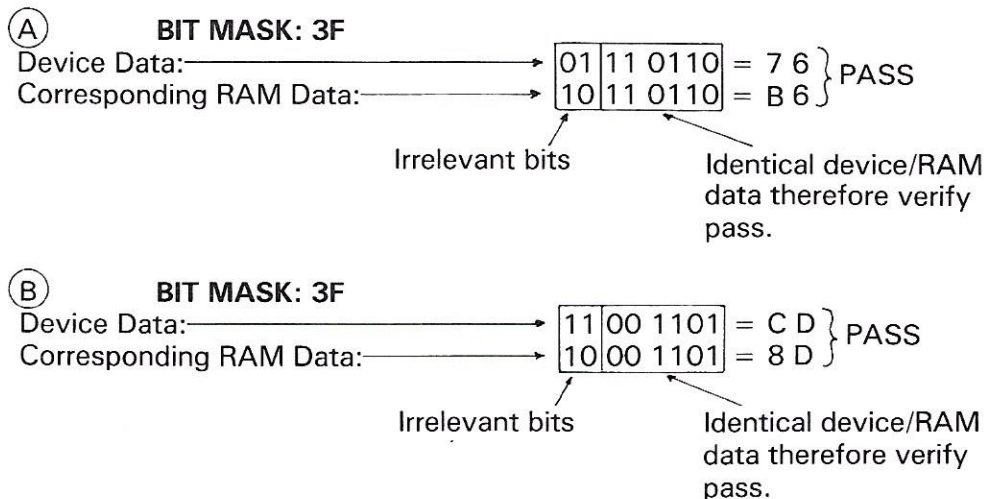 A BIT MASK: 3F
Device Data: 01 11 0110 = 7 6
Corresponding RAM Data: 10 11 0110 = B 6 } PASS
Irrelevant bits
Identical device/RAM
data therefore verify
pass.
B BIT MASK: 3F
Device Data: 11 00 1101 = C D
Corresponding RAM Data: 10 00 1101 = 8 D } PASS
Irrelevant bits
Identical device/RAM
data therefore verify
pass.